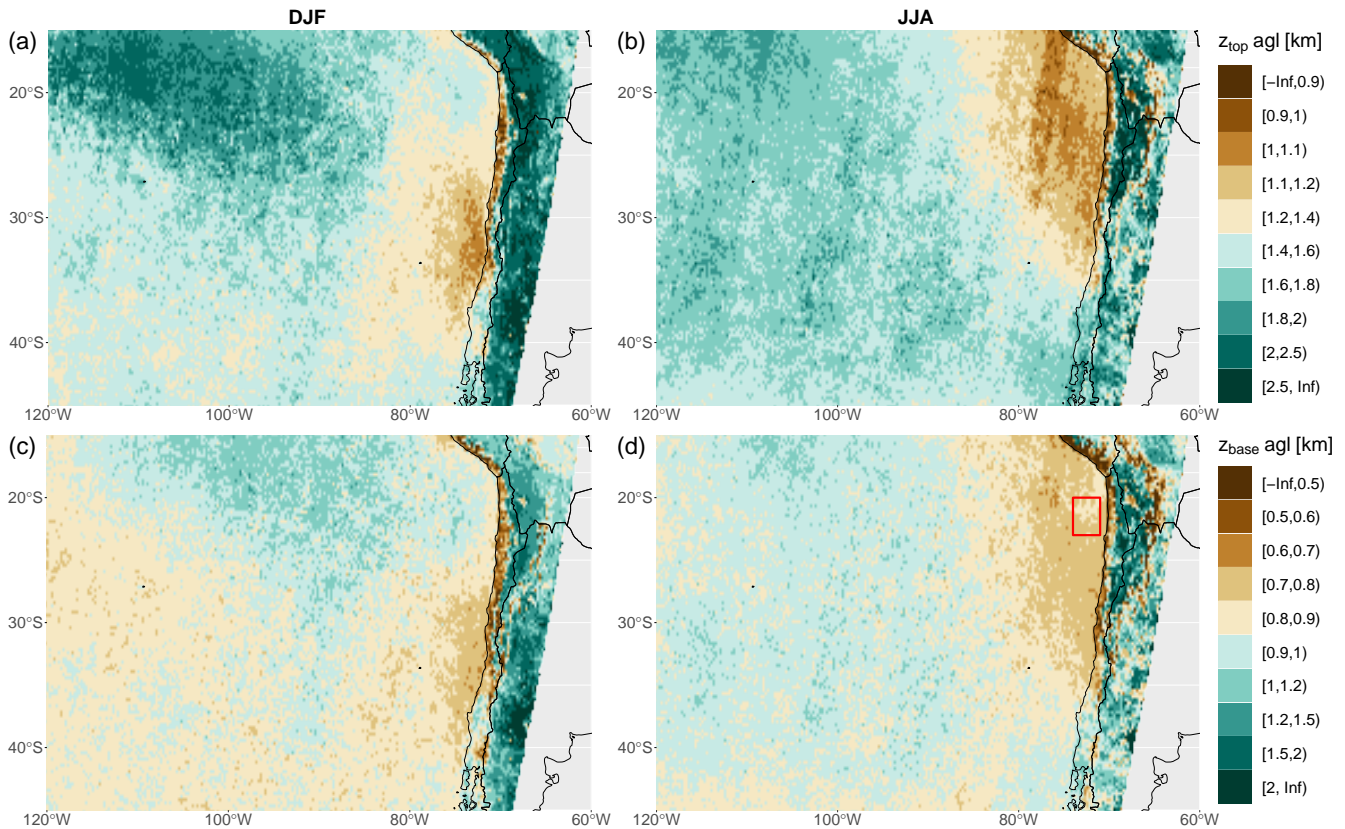 DJF
JJA
(a)
(b)
z_top agl [km]
[−Inf,0.9)
[0.9,1)
[1,1.1)
[1.1,1.2)
[1.2,1.4)
[1.4,1.6)
[1.6,1.8)
[1.8,2)
[2,2.5)
[2.5, Inf)
20°S
30°S
40°S
20°S
30°S
40°S
120°W 100°W 80°W 60°W
120°W 100°W 80°W 60°W
(c)
(d)
z_base agl [km]
[−Inf,0.5)
[0.5,0.6)
[0.6,0.7)
[0.7,0.8)
[0.8,0.9)
[0.9,1)
[1,1.2)
[1.2,1.5)
[1.5,2)
[2, Inf)
20°S
30°S
40°S
20°S
30°S
40°S
120°W 100°W 80°W 60°W
120°W 100°W 80°W 60°W